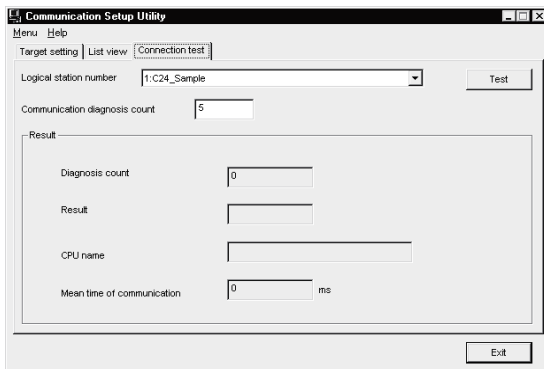 Communication Setup Utility
Menu Help
Target setting List view Connection test
Logical station number 1:C24_Sample Test
Communication diagnosis count 5
Result
Diagnosis count 0
Result
CPU name
Mean time of communication 0 ms
Exit